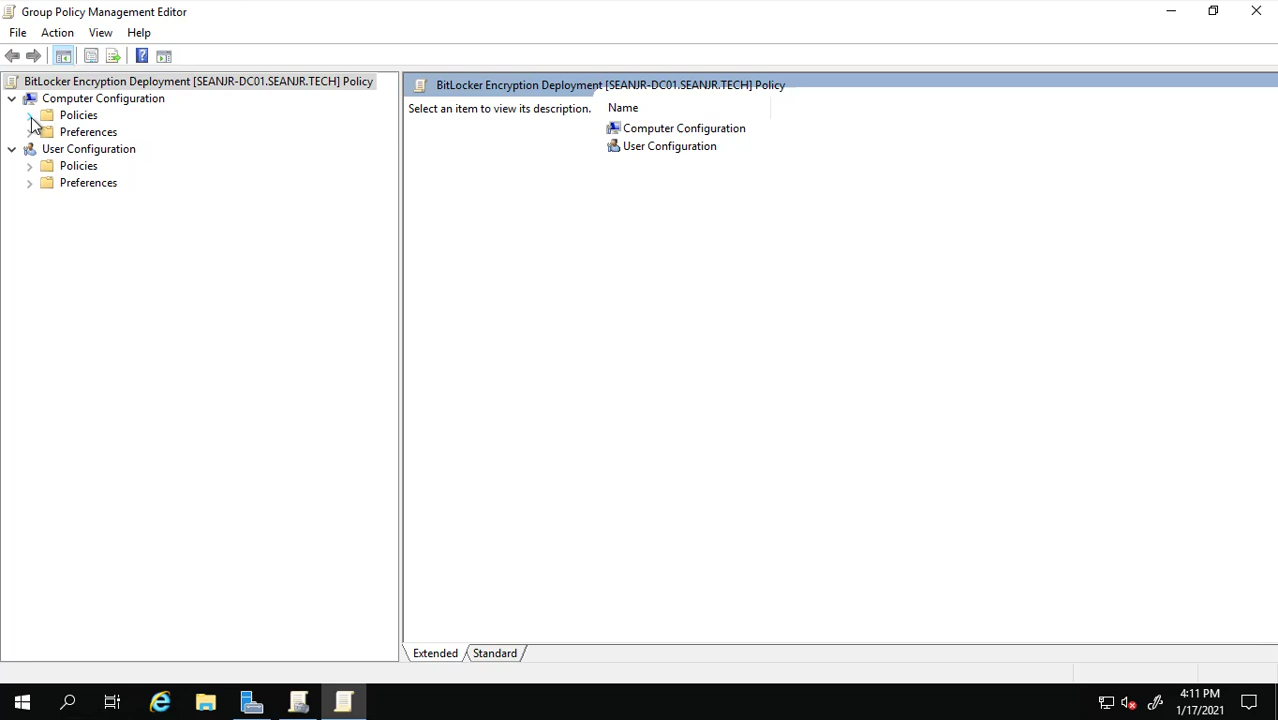 Group Policy Management Editor
File Action View Help
BitLocker Encryption Deployment [SEANJR-DC01.SEANJR.TECH] Policy
Computer Configuration
Policies
Preferences
User Configuration
Policies
Preferences
BitLocker Encryption Deployment [SEANJR-DC01.SEANJR.TECH] Policy
Select an item to view its description.
Name
Computer Configuration
User Configuration
Extended Standard
4:11 PM
1/17/2021